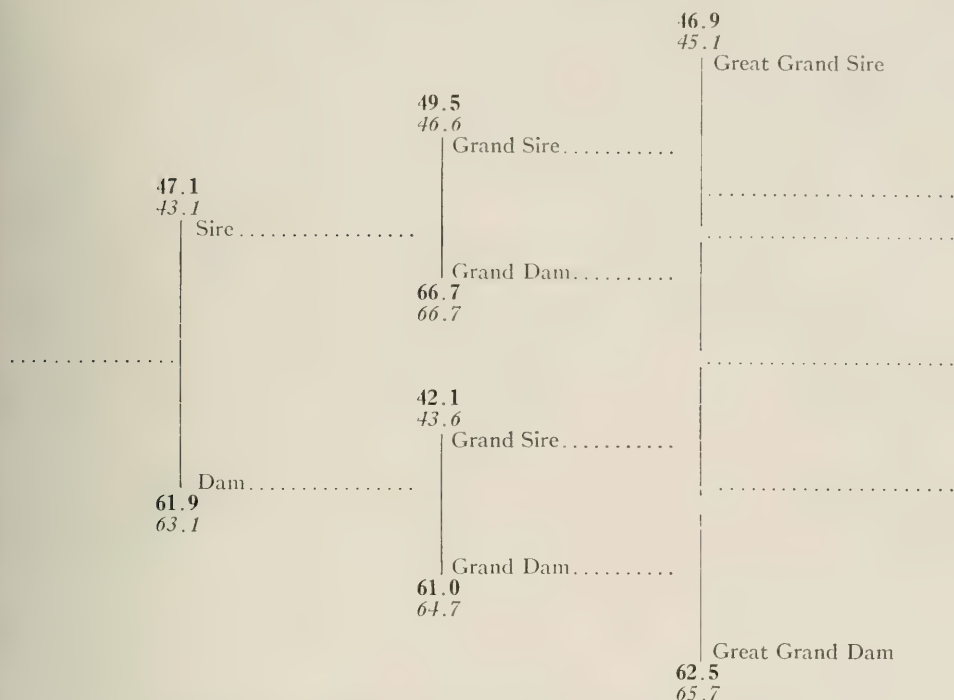 46.9
45.1
Great Grand Sire
49.5
46.6
Grand Sire..........
47.1
43.1
Sire................
Grand Dam.........
66.7
66.7
42.1
43.6
Grand Sire..........
Dam...............
61.9
63.1
Grand Dam.........
61.0
64.7
Great Grand Dam
62.5
65.7